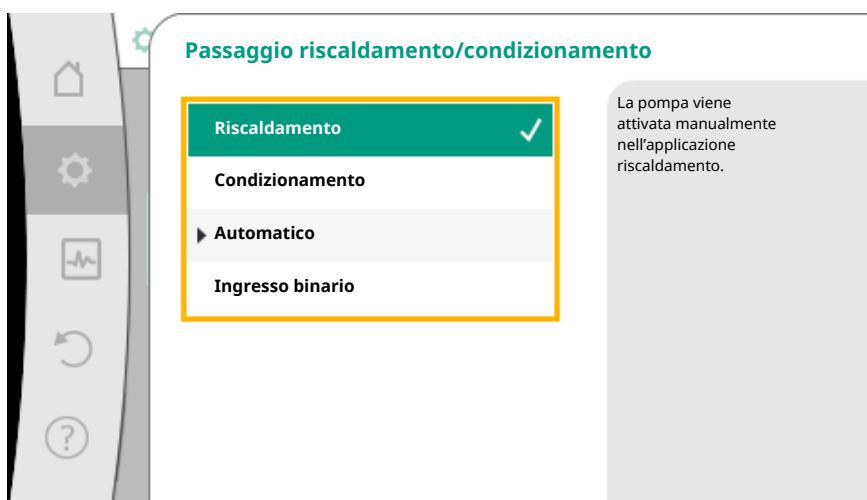 Passaggio riscaldamento/condizionamento
Riscaldamento
Condizionamento
Automatico
Ingresso binario
La pompa viene
attivata manualmente
nell’applicazione
riscaldamento.
?